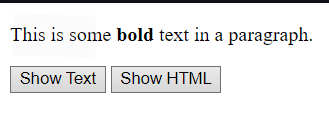 This is some bold text in a paragraph.
Show Text Show HTML